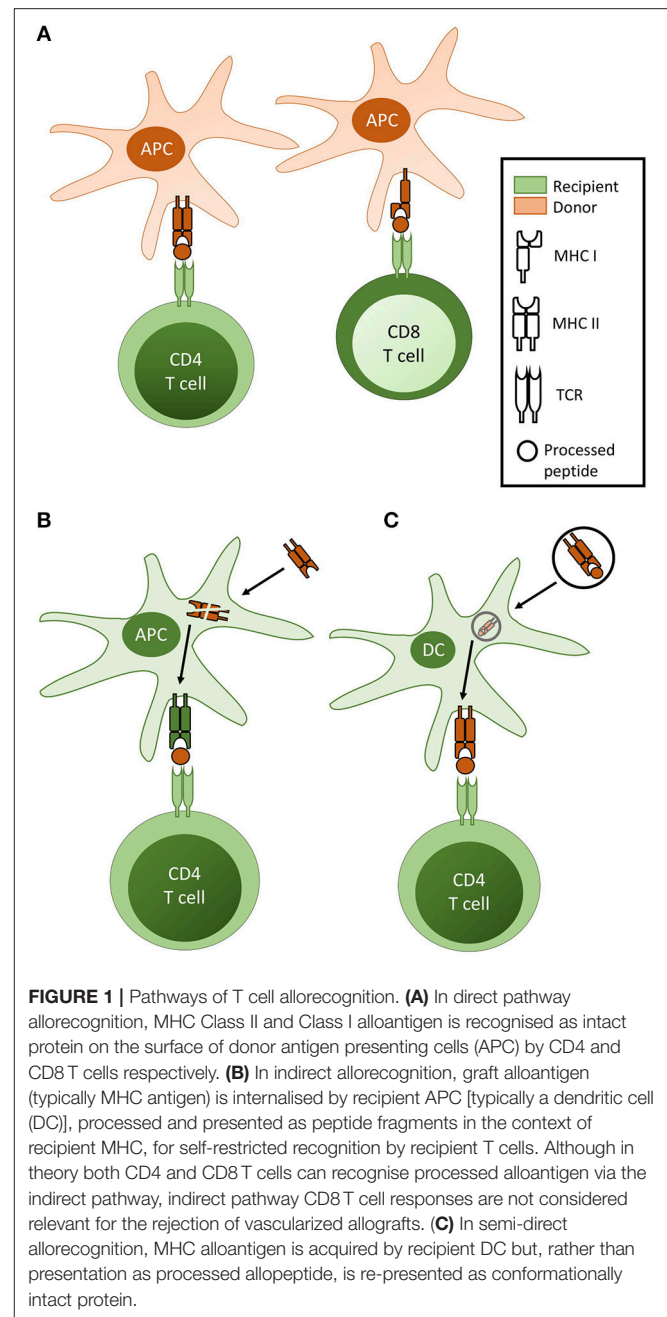 A
APC
APC
CD4
T cell
CD8
T cell
Recipient
Donor
MHC I
MHC II
TCR
Processed
peptide
B
APC
CD4
T cell
C
DC
CD4
T cell
FIGURE 1 | Pathways of T cell allorecognition. (A) In direct pathway
allorecognition, MHC Class II and Class I alloantigen is recognised as intact
protein on the surface of donor antigen presenting cells (APC) by CD4 and
CD8 T cells respectively. (B) In indirect allorecognition, graft alloantigen
(typically MHC antigen) is internalised by recipient APC [typically a dendritic cell
(DC)], processed and presented as peptide fragments in the context of
recipient MHC, for self-restricted recognition by recipient T cells. Although in
theory both CD4 and CD8 T cells can recognise processed alloantigen via the
indirect pathway, indirect pathway CD8 T cell responses are not considered
relevant for the rejection of vascularized allografts. (C) In semi-direct
allorecognition, MHC alloantigen is acquired by recipient DC but, rather than
presentation as processed allopeptide, is re-presented as conformationally
intact protein.